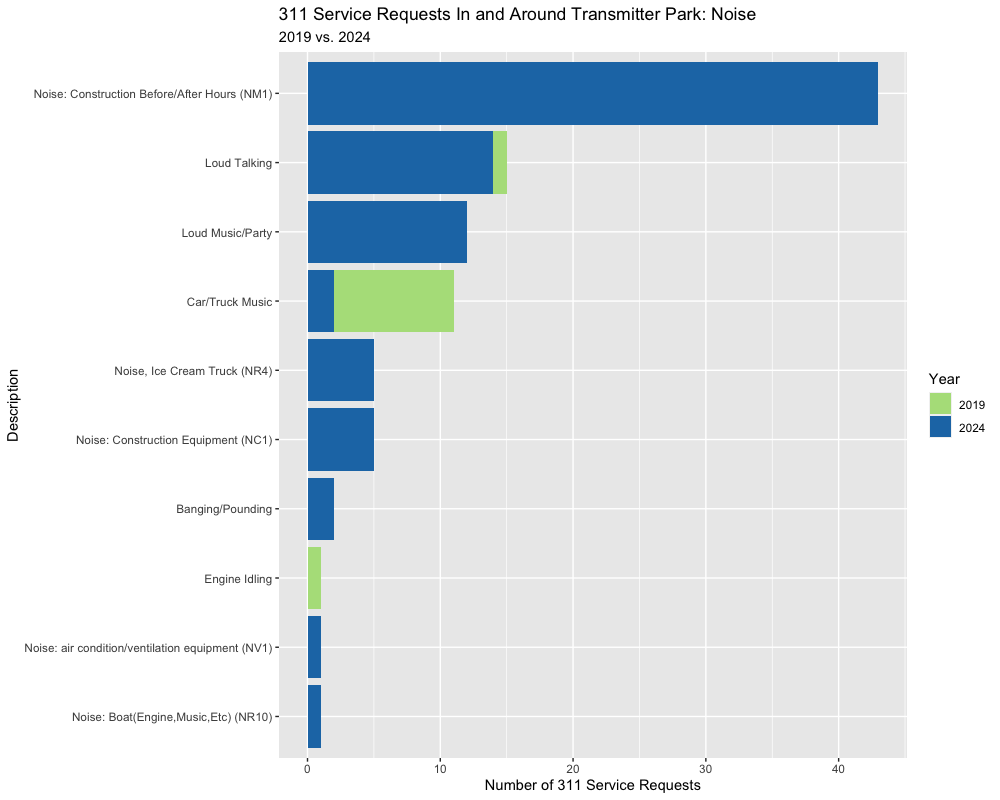 311 Service Requests In and Around Transmitter Park: Noise
2019 vs. 2024
Description
Noise: Construction Before/After Hours (NM1)
Loud Talking
Loud Music/Party
Car/Truck Music
Noise, Ice Cream Truck (NR4)
Noise: Construction Equipment (NC1)
Banging/Pounding
Engine Idling
Noise: air condition/ventilation equipment (NV1)
Noise: Boat(Engine,Music,Etc) (NR10)
0 10 20 30 40
Number of 311 Service Requests
Year
2019
2024